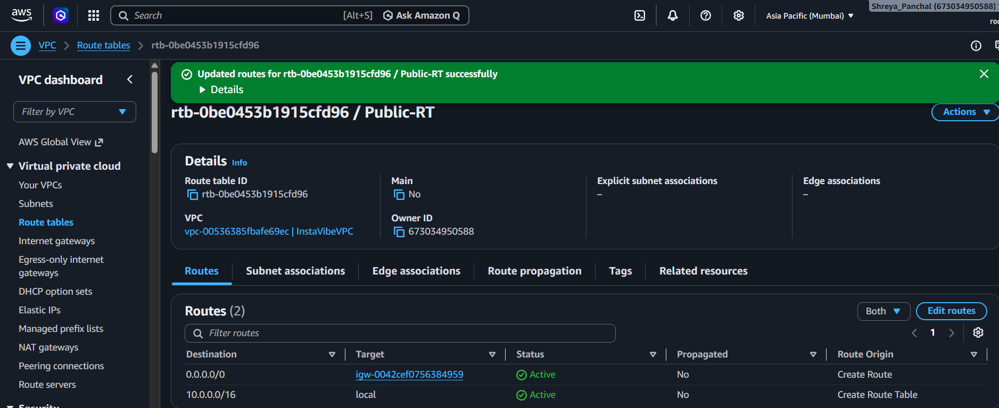 aws
Search [Alt+S] Ask Amazon Q
Asia Pacific (Mumbai)
Shreya_Panchal (673034950588)
VPC Route tables rtb-0be0453b1915cfd96
VPC dashboard
Filter by VPC
AWS Global View
Virtual private cloud
Your VPCs
Subnets
Route tables
Internet gateways
Egress-only internet
gateways
DHCP option sets
Elastic IPs
Managed prefix lists
NAT gateways
Peering connections
Route servers
Security
Updated routes for rtb-0be0453b1915cfd96 / Public-RT successfully
Details
rtb-0be0453b1915cfd96 / Public-RT
Actions
Details Info
Route table ID
rtb-0be0453b1915cfd96
Main
No
Explicit subnet associations
–
Edge associations
–
VPC
vpc-00536385fbafe69ec | InstaVibeVPC
Owner ID
673034950588
Routes Subnet associations Edge associations Route propagation Tags Related resources
Routes (2)
Both Edit routes
Filter routes
1
Destination Target Status Propagated Route Origin
0.0.0.0/0 igw-0042cef0756384959 Active No Create Route
10.0.0.0/16 local Active No Create Route Table